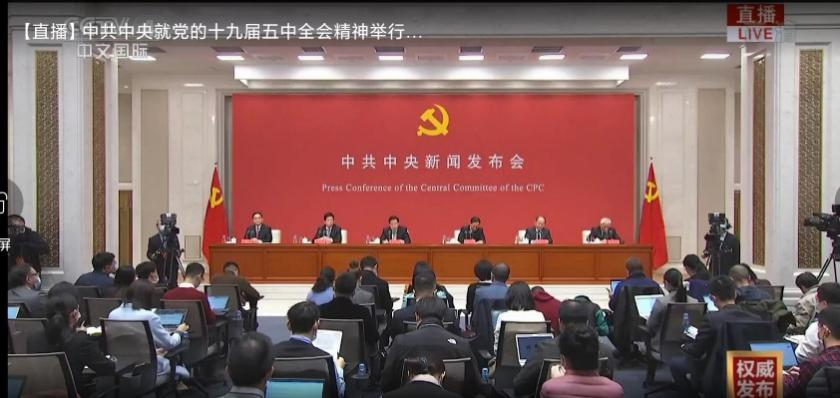 【直播】中共中央就党的十九届五中全会精神举行...
直播
LIVE
中文国际
中共中央新闻发布会
Press Conference of the Central Committee of the CPC
屏
权威
发布